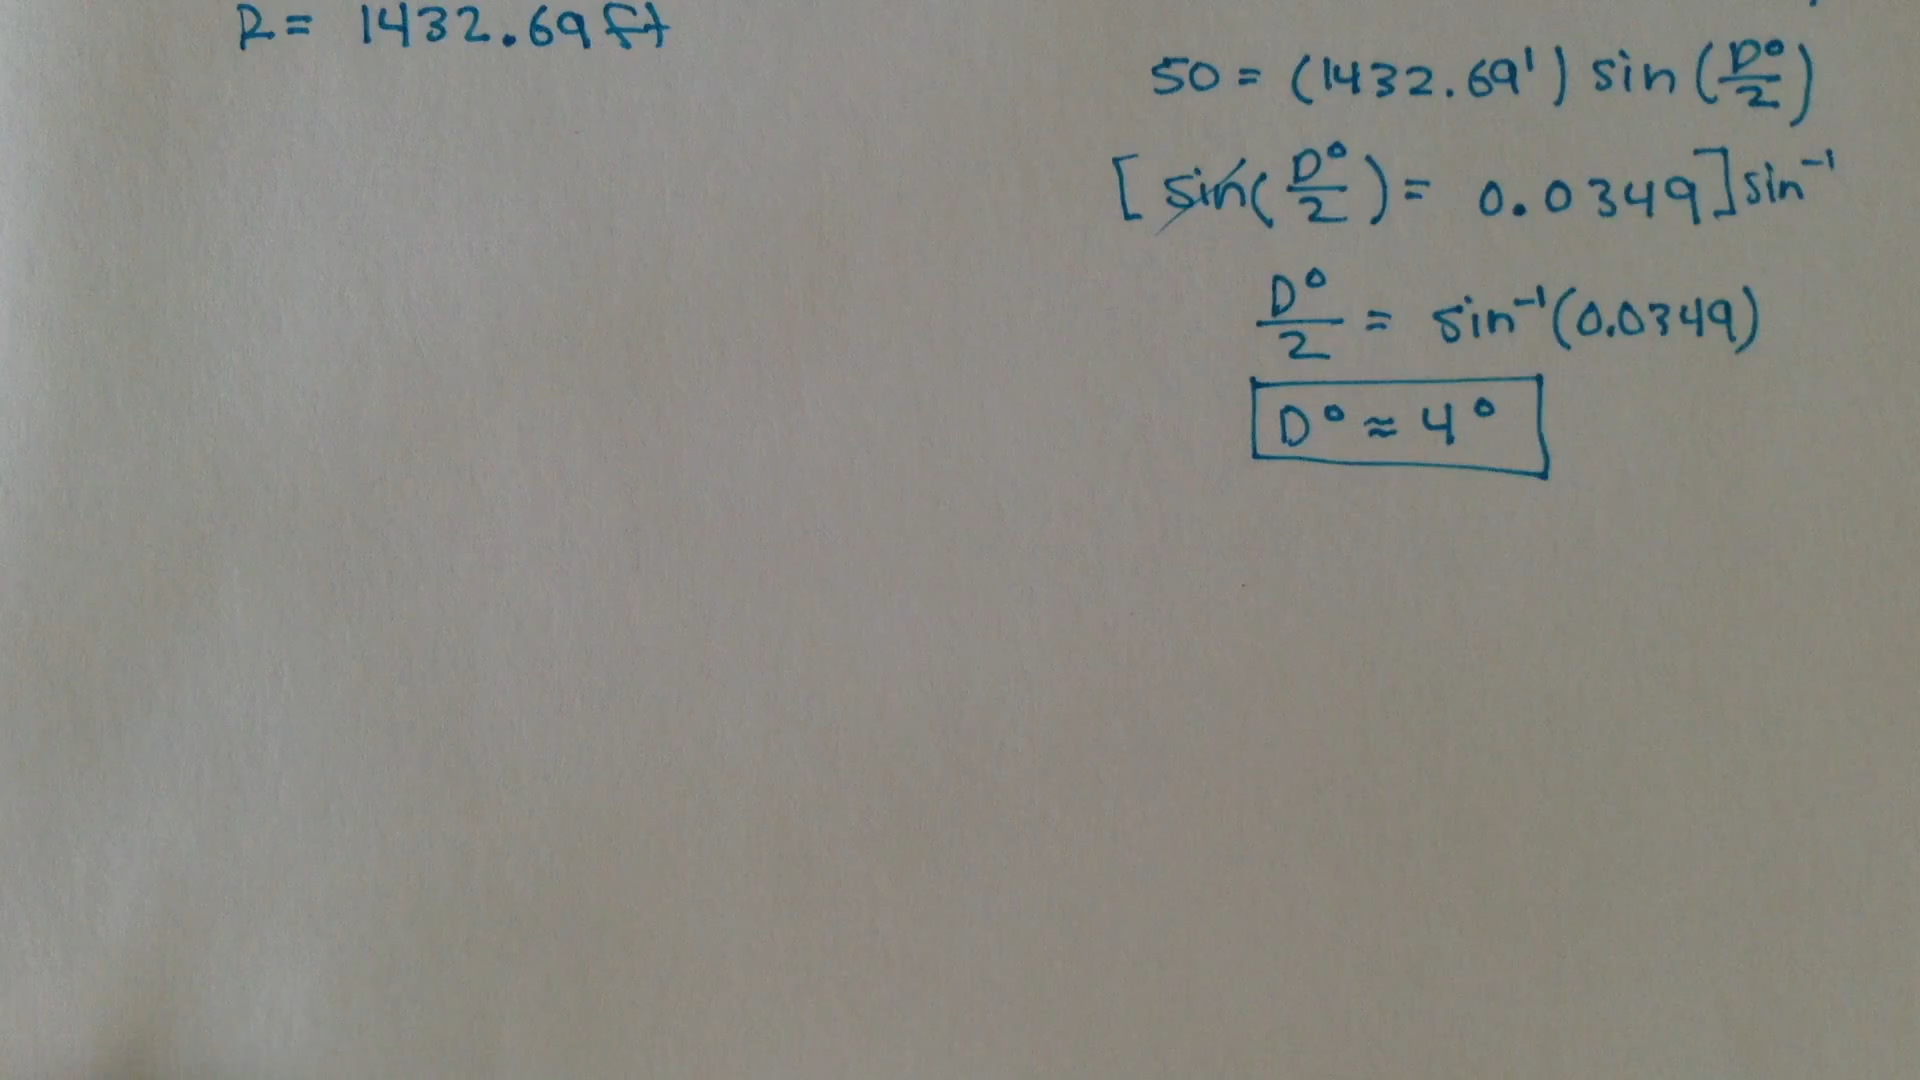 R = 1432.69 ft
50 = (1432.69') sin (D°/2)
[sin(D°/2) = 0.0349] sin⁻¹
D°/2 = sin⁻¹(0.0349)
D° ≈ 4°